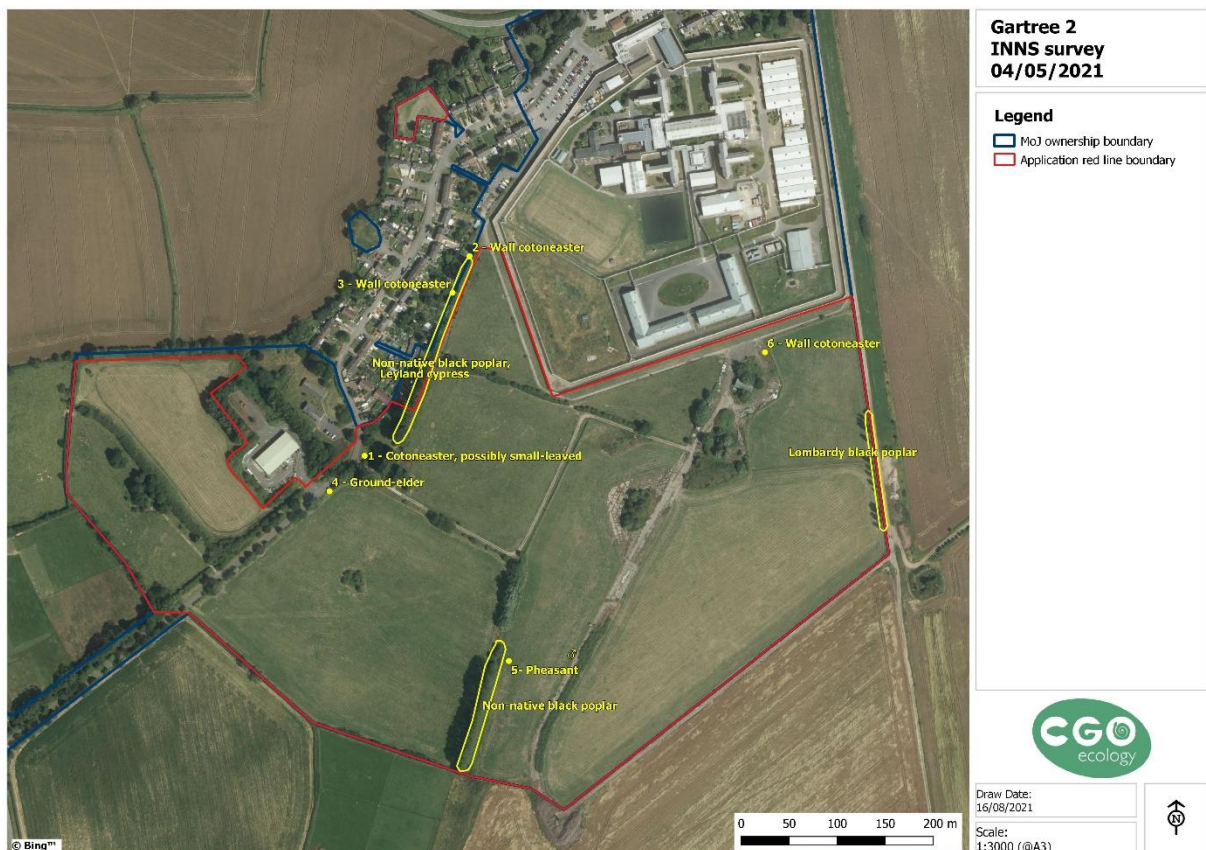 Gartree 2
INNS survey
04/05/2021
Legend
MoJ ownership boundary
Application red line boundary
2 - Wall cotoneaster
3 - Wall cotoneaster
6 - Wall cotoneaster
Non-native black poplar,
Leyland cypress
Lombardy black poplar
1 - Cotoneaster, possibly small-leaved
4 - Ground-elder
5- Pheasant
Non-native black poplar
CGO
ecology
Draw Date:
16/08/2021
Scale:
1:3000 (@A3)
N
0 50 100 150 200 m
© Bing™